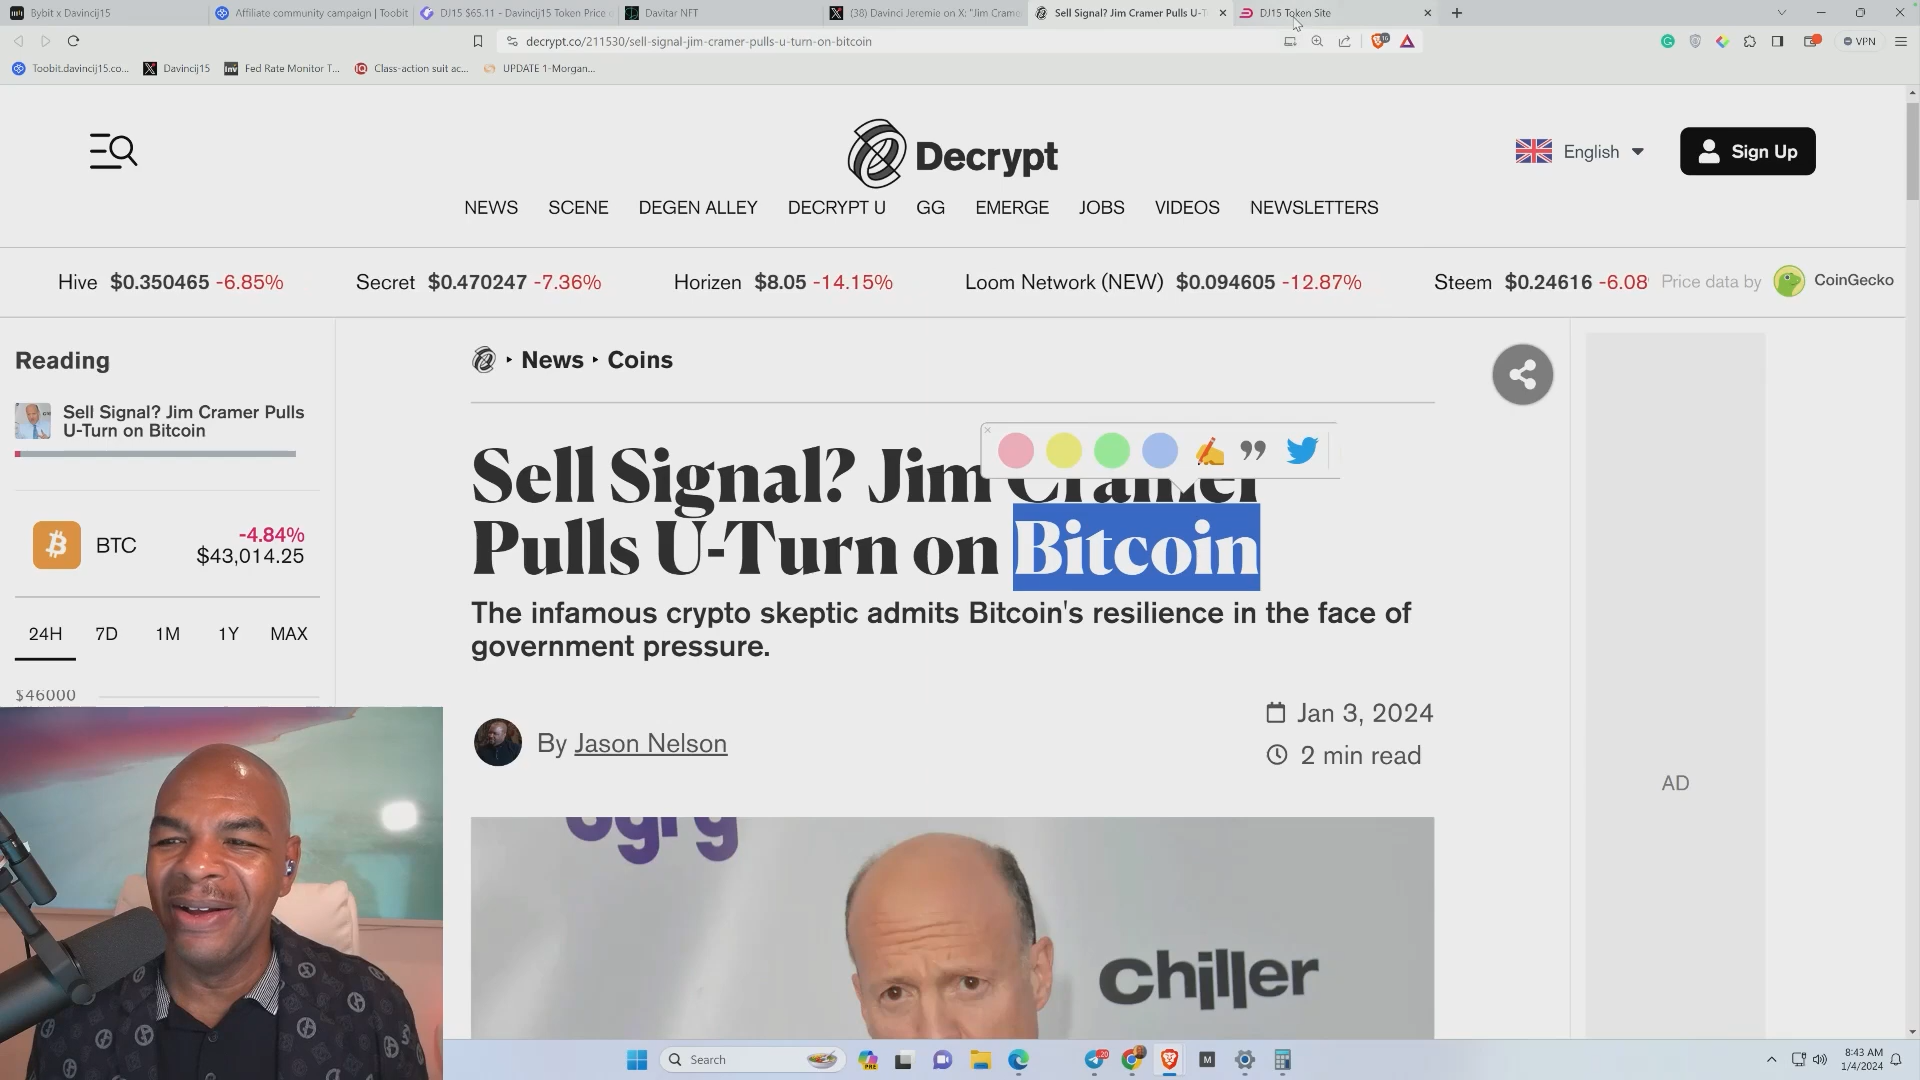 Bybit x Davincij15
Affiliate community campaign | Toobit
DJ15 $65.11 - Davincij15 Token Price
Davitar NFT
(38) Davinci Jeremie on X: "Jim Crame
Sell Signal? Jim Cramer Pulls U-T
DJ15 Token Site
decrypt.co/211530/sell-signal-jim-cramer-pulls-u-turn-on-bitcoin
VPN
Toobit.davincij15.co...
Davincij15
Fed Rate Monitor T...
Class-action suit ac...
UPDATE 1-Morgan...
Decrypt
English
Sign Up
NEWS SCENE DEGEN ALLEY DECRYPT U GG EMERGE JOBS VIDEOS NEWSLETTERS
Hive $0.350465 -6.85%
Secret $0.470247 -7.36%
Horizen $8.05 -14.15%
Loom Network (NEW) $0.094605 -12.87%
Steem $0.24616 -6.08
Price data by CoinGecko
Reading
Sell Signal? Jim Cramer Pulls
U-Turn on Bitcoin
BTC
-4.84%
$43,014.25
24H 7D 1M 1Y MAX
$46000
News ‣ Coins
Sell Signal? Jim Cramer
Pulls U-Turn on Bitcoin
The infamous crypto skeptic admits Bitcoin's resilience in the face of
government pressure.
By Jason Nelson
Jan 3, 2024
2 min read
AD
chiller
Search
8:43 AM
1/4/2024